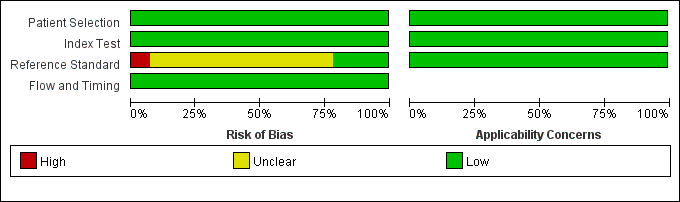 Patient Selection
Index Test
Reference Standard
Flow and Timing
0% 25% 50% 75% 100% 0% 25% 50% 75% 100%
Risk of Bias Applicability Concerns
High Unclear Low